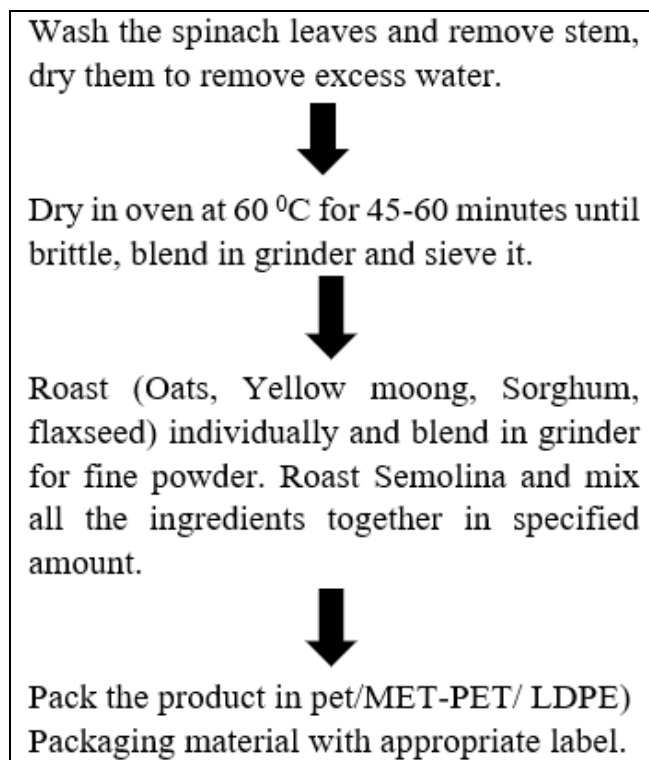 Wash the spinach leaves and remove stem,
dry them to remove excess water.
Dry in oven at 60 ⁰C for 45-60 minutes until
brittle, blend in grinder and sieve it.
Roast (Oats, Yellow moong, Sorghum,
flaxseed) individually and blend in grinder
for fine powder. Roast Semolina and mix
all the ingredients together in specified
amount.
Pack the product in pet/MET-PET/ LDPE)
Packaging material with appropriate label.